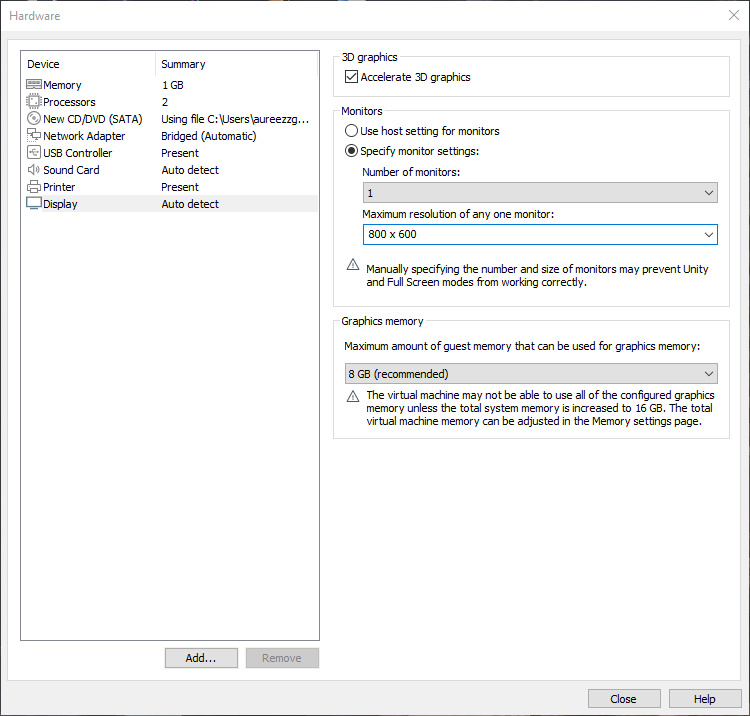 Hardware
Device Summary
Memory 1 GB
Processors 2
New CD/DVD (SATA) Using file C:\Users\aureezzg...
Network Adapter Bridged (Automatic)
USB Controller Present
Sound Card Auto detect
Printer Present
Display Auto detect
Add... Remove
3D graphics
Accelerate 3D graphics
Monitors
Use host setting for monitors
Specify monitor settings:
Number of monitors:
1
Maximum resolution of any one monitor:
800 x 600
Manually specifying the number and size of monitors may prevent Unity
and Full Screen modes from working correctly.
Graphics memory
Maximum amount of guest memory that can be used for graphics memory:
8 GB (recommended)
The virtual machine may not be able to use all of the configured graphics
memory unless the total system memory is increased to 16 GB. The total
virtual machine memory can be adjusted in the Memory settings page.
Close Help